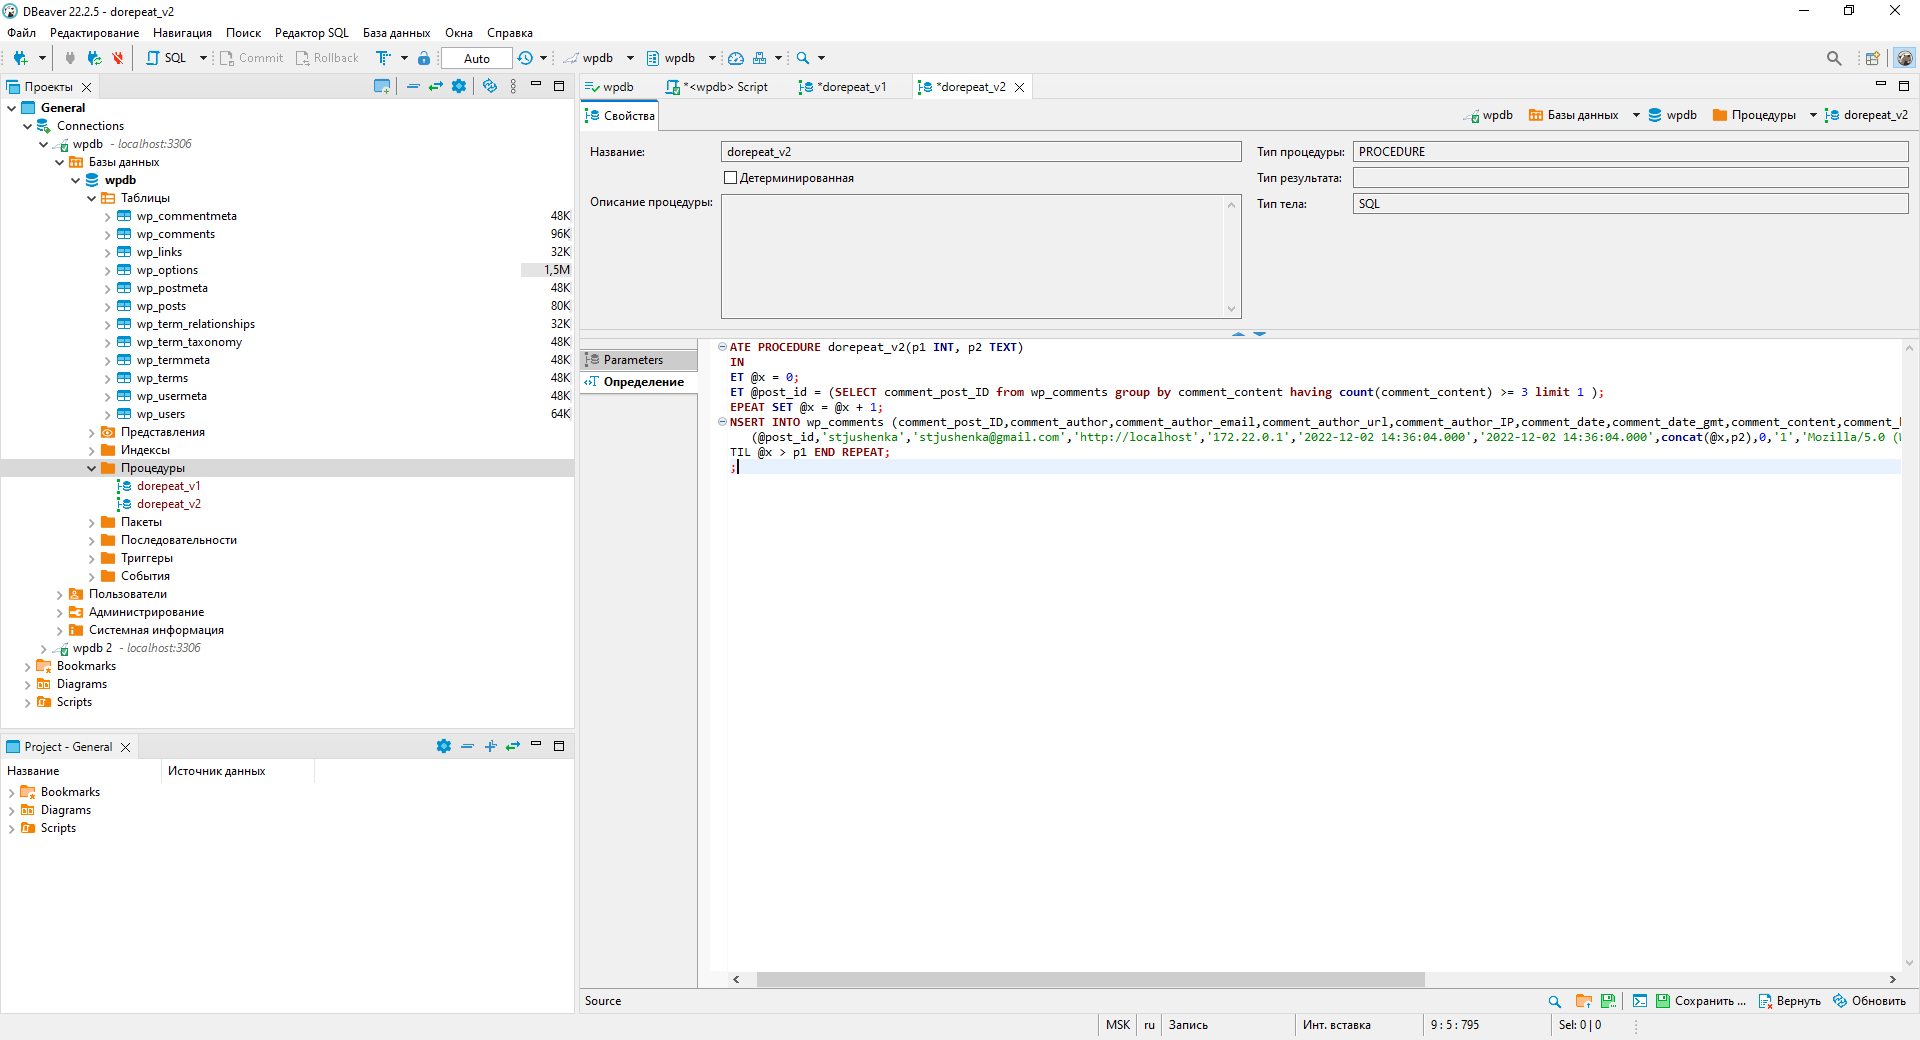 DBeaver 22.2.5 - dorepeat_v2
Файл Редактирование Навигация Поиск Редактор SQL База данных Окна Справка
SQL Commit Rollback Auto wpdb wpdb
Проекты
General
Connections
wpdb - localhost:3306
Базы данных
wpdb
Таблицы
wp_commentmeta 48K
wp_comments 96K
wp_links 32K
wp_options 1,5M
wp_postmeta 48K
wp_posts 80K
wp_term_relationships 32K
wp_term_taxonomy 48K
wp_termmeta 48K
wp_terms 48K
wp_usermeta 48K
wp_users 64K
Представления
Индексы
Процедуры
dorepeat_v1
dorepeat_v2
Пакеты
Последовательности
Триггеры
События
Пользователи
Администрирование
Системная информация
wpdb 2 - localhost:3306
Bookmarks
Diagrams
Scripts
Project - General
Название Источник данных
Bookmarks
Diagrams
Scripts
wpdb *<wpdb> Script *dorepeat_v1 *dorepeat_v2
Свойства wpdb Базы данных wpdb Процедуры dorepeat_v2
Название: dorepeat_v2 Тип процедуры: PROCEDURE
Детерминированная Тип результата:
Описание процедуры: Тип тела: SQL
Parameters
Определение
ATE PROCEDURE dorepeat_v2(p1 INT, p2 TEXT)
IN
ET @x = 0;
ET @post_id = (SELECT comment_post_ID from wp_comments group by comment_content having count(comment_content) >= 3 limit 1 );
EPEAT SET @x = @x + 1;
NSERT INTO wp_comments (comment_post_ID,comment_author,comment_author_email,comment_author_url,comment_author_IP,comment_date,comment_date_gmt,comment_content,comment_
(@post_id,'stjushenka','stjushenka@gmail.com','http://localhost','172.22.0.1','2022-12-02 14:36:04.000','2022-12-02 14:36:04.000',concat(@x,p2),0,'1','Mozilla/5.0 (
TIL @x > p1 END REPEAT;
;
Source Сохранить ... Вернуть Обновить
MSK ru Запись Инт. вставка 9 : 5 : 795 Sel: 0 | 0